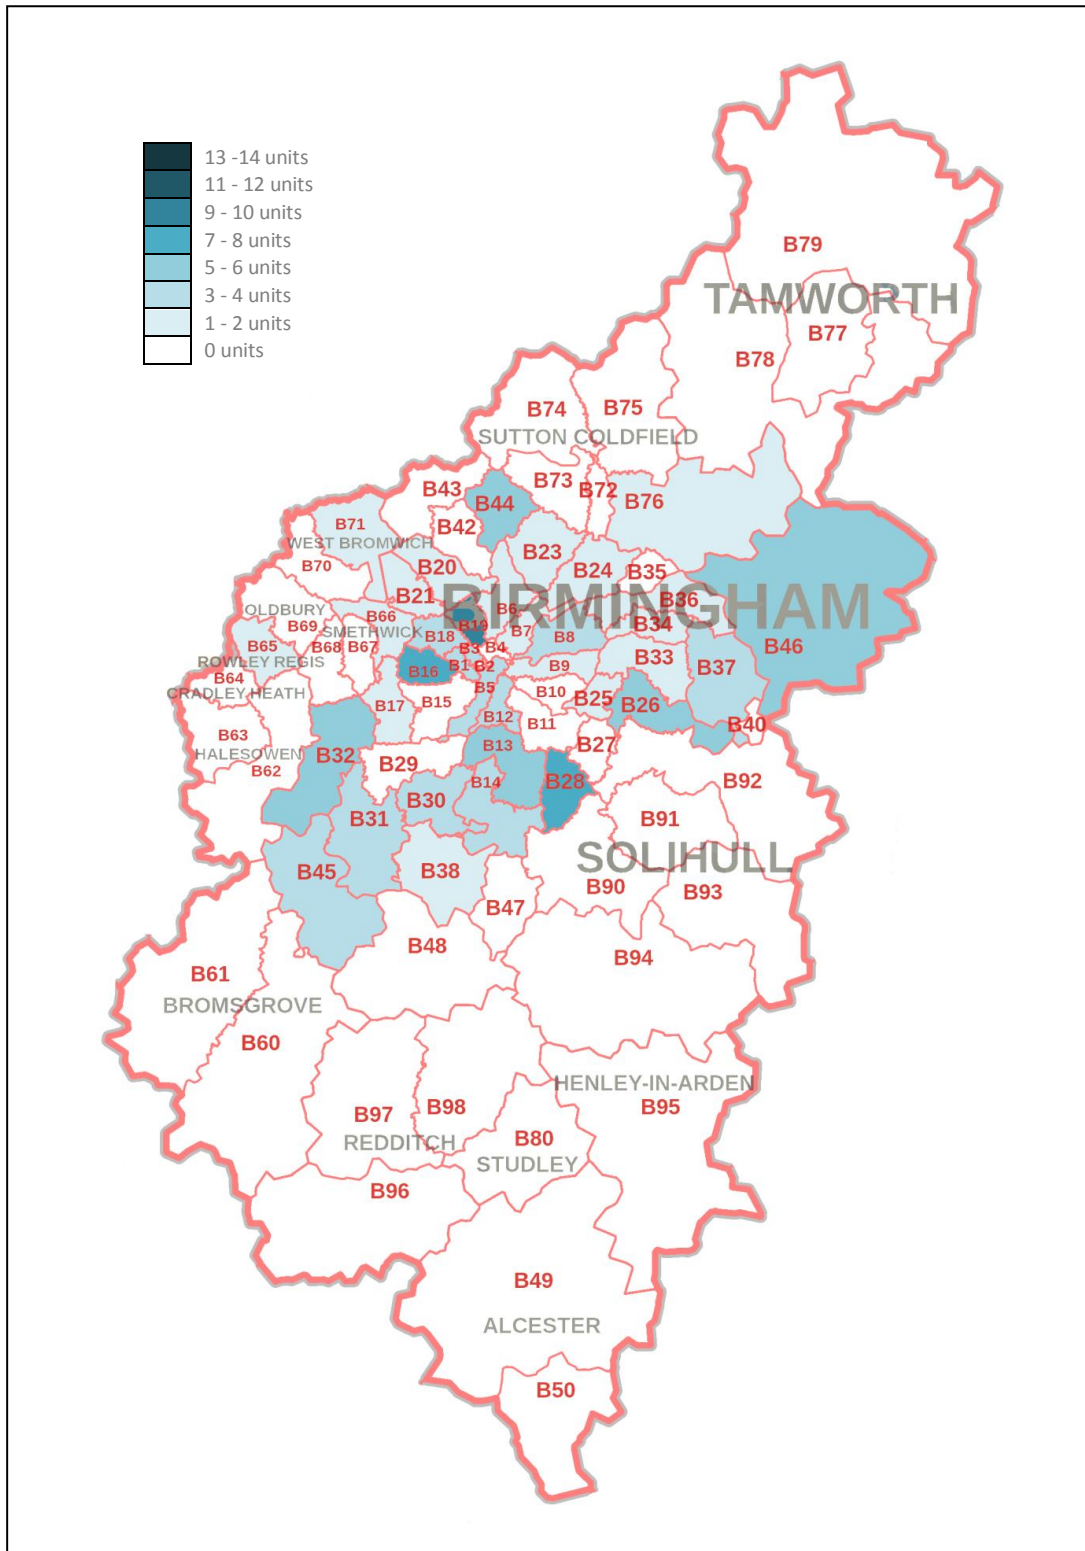 13 -14 units
11 - 12 units
9 - 10 units
7 - 8 units
5 - 6 units
3 - 4 units
1 - 2 units
0 units
B79
TAMWORTH
B77
B78
B74
B75
SUTTON COLDFIELD
B73
B72
B76
B43
B44
B42
B71
WEST BROMWICH
B70
B23
B20
B24
B35
B21
BIRMINGHAM
B36
OLDBURY
B69
B66
SMETHWICK
B6
B19
B7
B34
B18
B8
B65
B68
B67
B3
B4
B46
ROWLEY REGIS
B64
B16
B1
B2
B9
B33
B37
CRADLEY HEATH
B5
B10
B25
B26
B17
B15
B12
B11
B40
B63
HALESOWEN
B32
B13
B27
B62
B29
B28
B92
B14
B30
B31
B91
SOLIHULL
B45
B38
B90
B93
B47
B48
B94
B61
BROMSGROVE
B60
HENLEY-IN-ARDEN
B95
B97
B98
REDDITCH
B80
STUDLEY
B96
B49
ALCESTER
B50